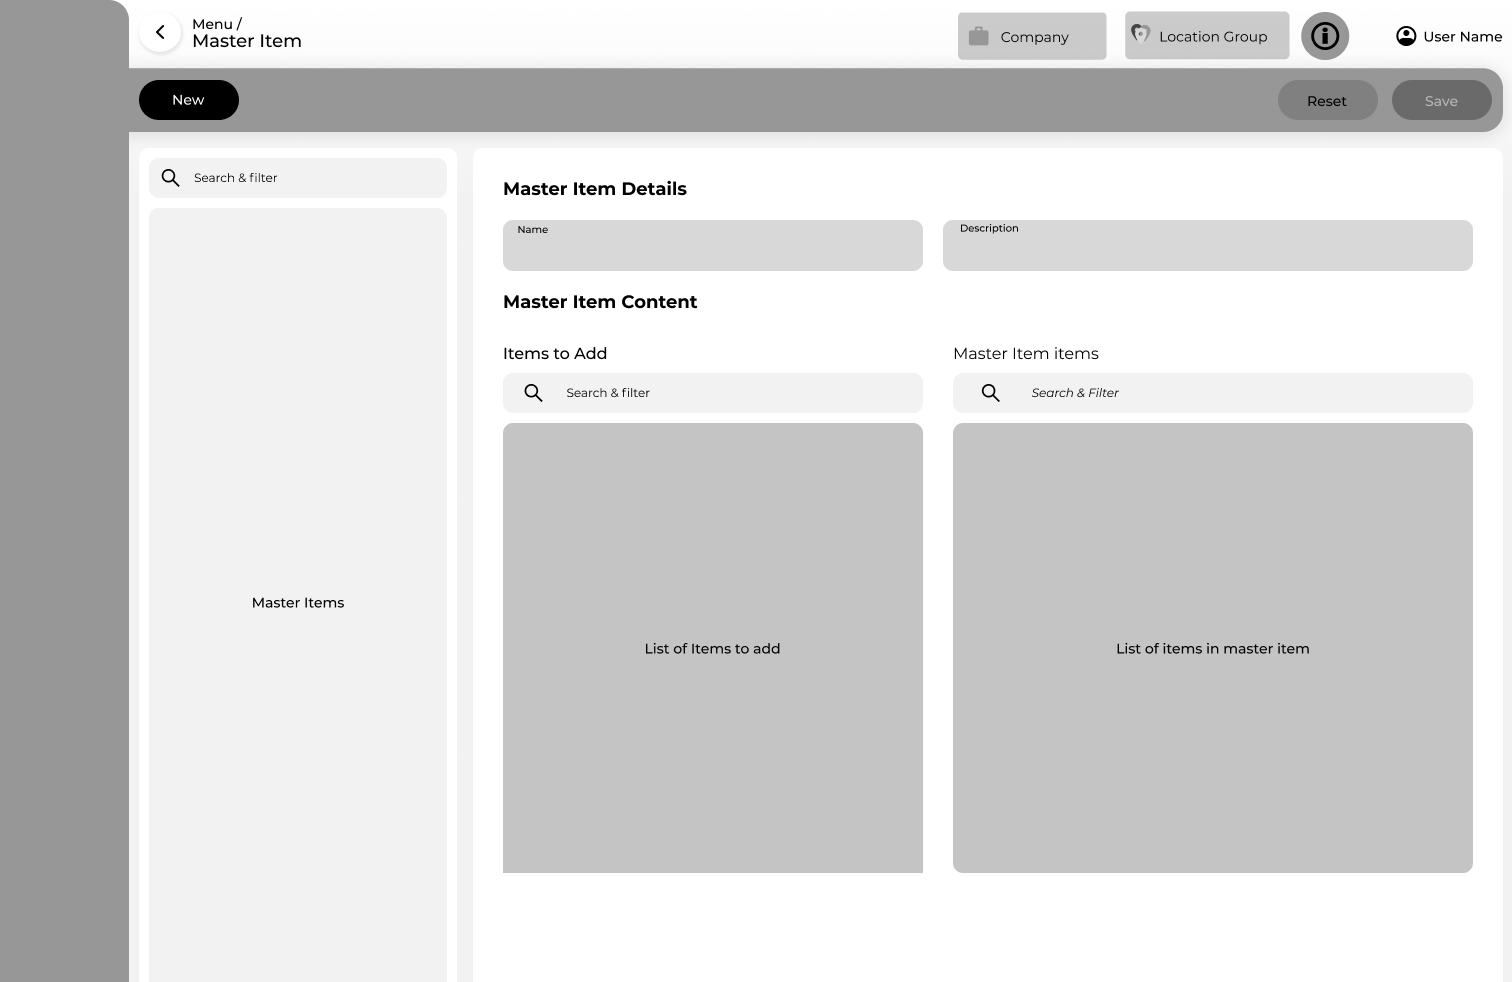 Menu /
Master Item
Company
Location Group
User Name
New
Reset
Save
Search & filter
Master Items
Master Item Details
Name
Description
Master Item Content
Items to Add
Master Item items
Search & filter
Search & Filter
List of Items to add
List of items in master item